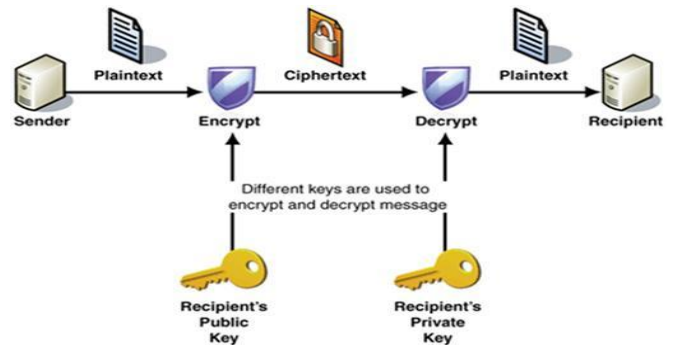 Plaintext
Ciphertext
Plaintext
Sender
Encrypt
Decrypt
Recipient
Different keys are used to
encrypt and decrypt message
Recipient's
Public
Key
Recipient's
Private
Key